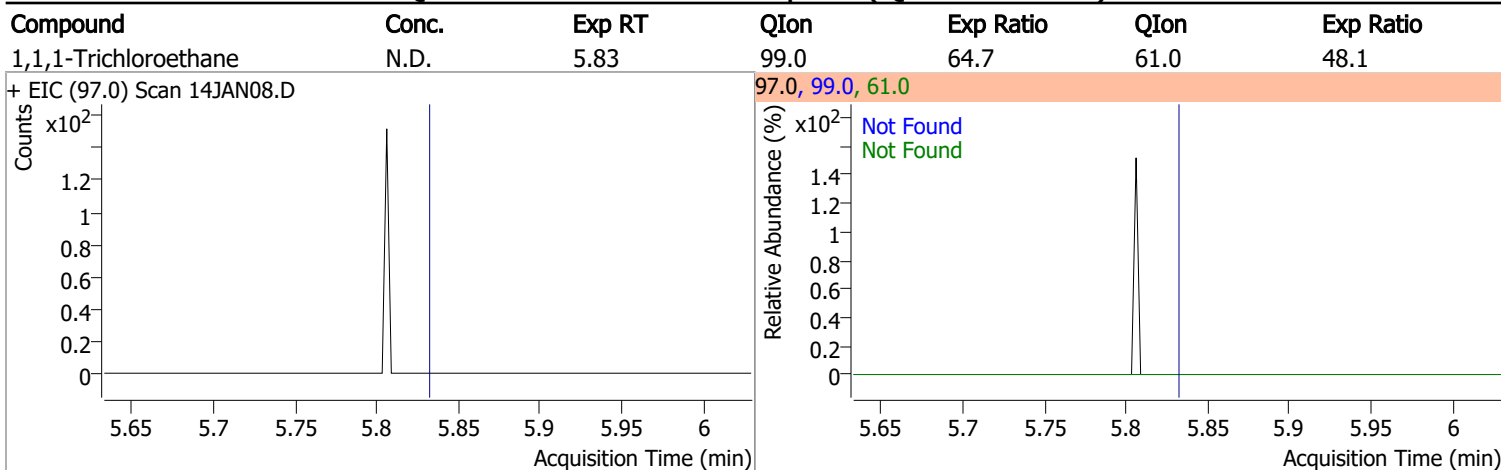 Compound Conc. Exp RT QIon Exp Ratio QIon Exp Ratio
1,1,1-Trichloroethane N.D. 5.83 99.0 64.7 61.0 48.1
+ EIC (97.0) Scan 14JAN08.D
Counts
x10²
1.2
1
0.8
0.6
0.4
0.2
0
5.65 5.7 5.75 5.8 5.85 5.9 5.95 6
Acquisition Time (min)
97.0, 99.0, 61.0
Relative Abundance (%)
x10²
Not Found
Not Found
1.4
1.2
1
0.8
0.6
0.4
0.2
0
5.65 5.7 5.75 5.8 5.85 5.9 5.95 6
Acquisition Time (min)